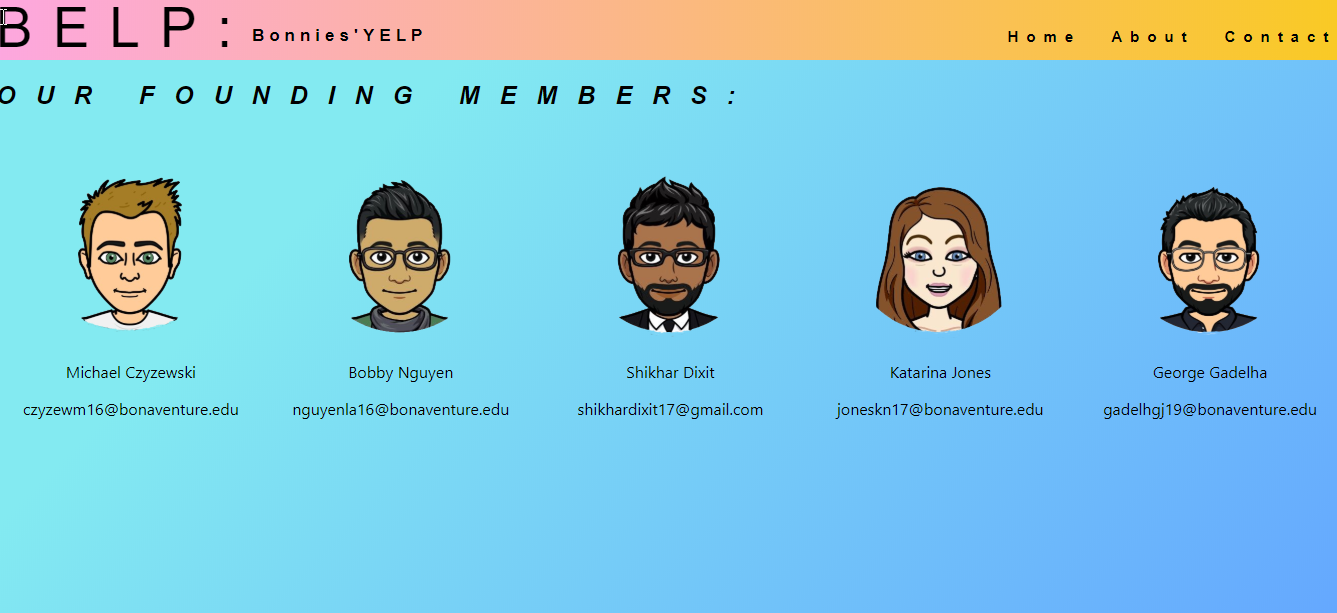 BELP: Bonnies'YELP Home About Contact
OUR FOUNDING MEMBERS:
Michael Czyzewski Bobby Nguyen Shikhar Dixit Katarina Jones George Gadelha
czyzewm16@bonaventure.edu nguyenla16@bonaventure.edu shikhardixit17@gmail.com joneskn17@bonaventure.edu gadelhgj19@bonaventure.edu